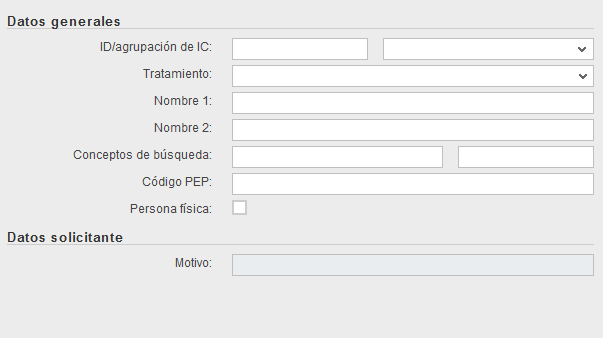 Datos generales
ID/agrupación de IC:
Tratamiento:
Nombre 1:
Nombre 2:
Conceptos de búsqueda:
Código PEP:
Persona física:
Datos solicitante
Motivo: